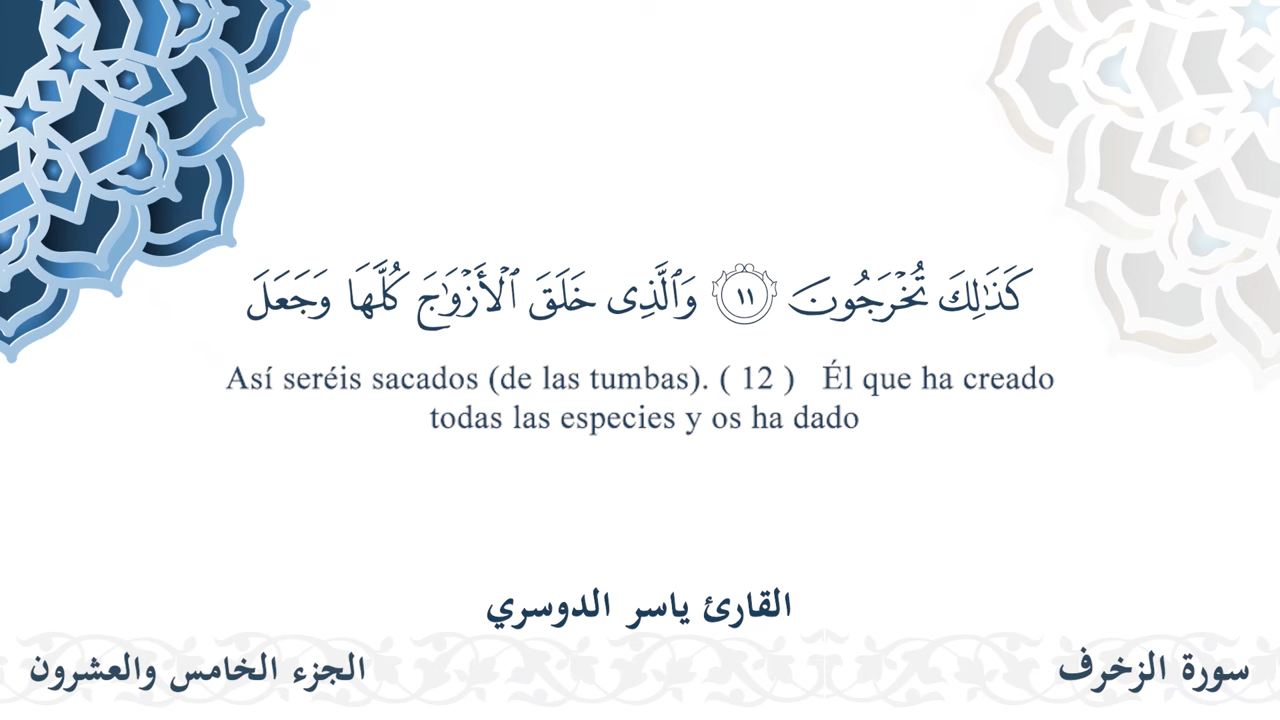 كَذَٰلِكَ تُخْرَجُونَ ١١ وَٱلَّذِى خَلَقَ ٱلْأَزْوَٰجَ كُلَّهَا وَجَعَلَ
Así seréis sacados (de las tumbas). ( 12 ) Él que ha creado
todas las especies y os ha dado
القارئ ياسر الدوسري
سورة الزخرف
الجزء الخامس والعشرون